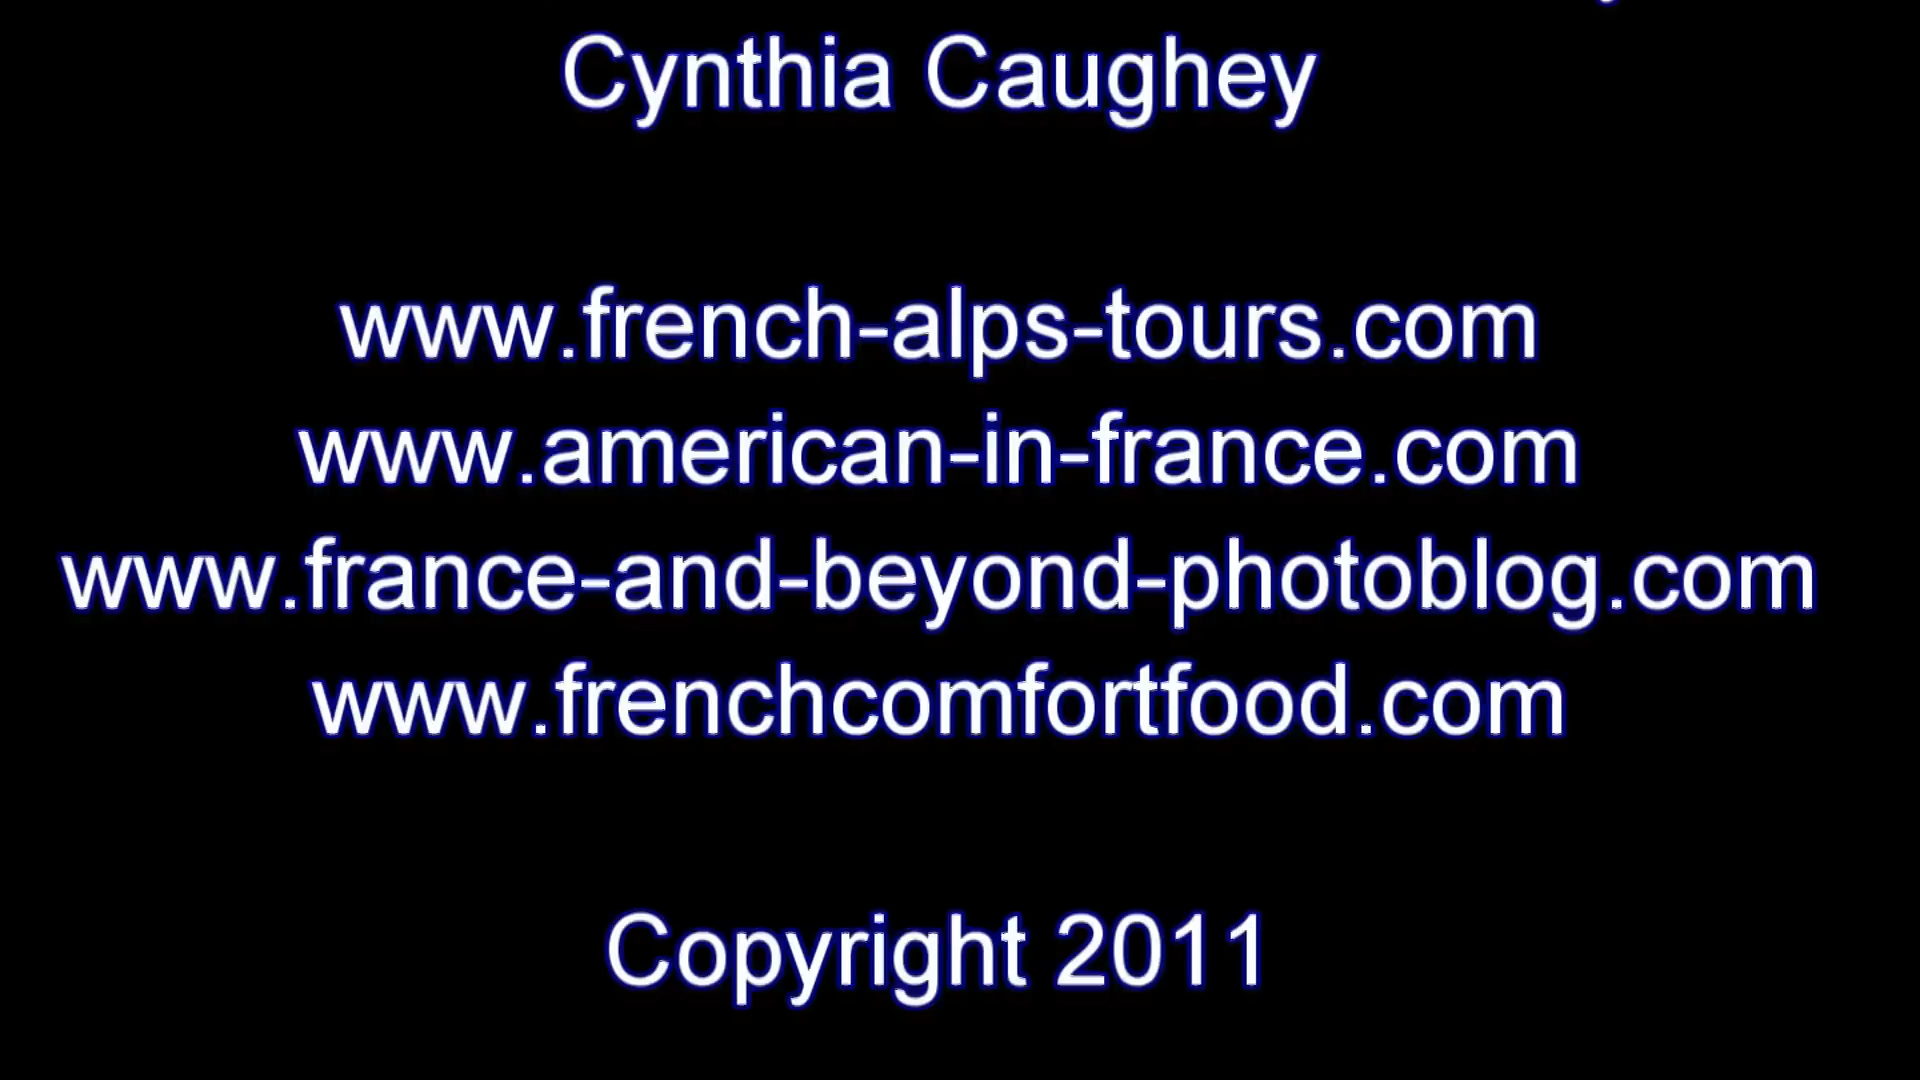 Cynthia Caughey
www.french-alps-tours.com
www.american-in-france.com
www.france-and-beyond-photoblog.com
www.frenchcomfortfood.com
Copyright 2011